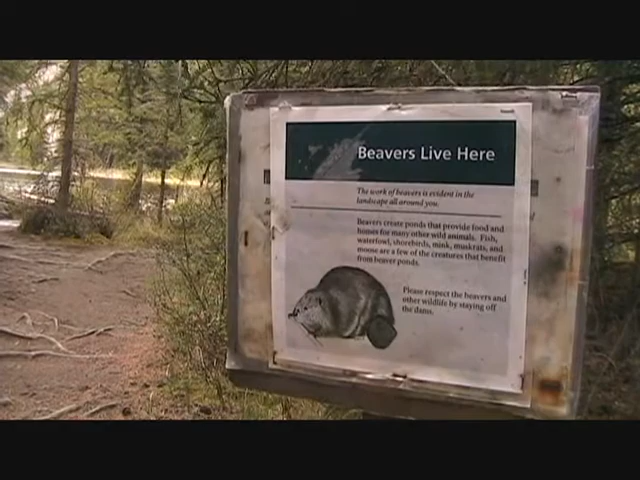 Beavers Live Here
The work of beavers is evident in the
landscape all around you.
Beavers create ponds that provide food and
homes for many other wild animals. Fish,
waterfowl, shorebirds, mink, muskrats, and
moose are a few of the creatures that benefit
from beaver ponds.
Please respect the beavers and
other wildlife by staying off
the dams.